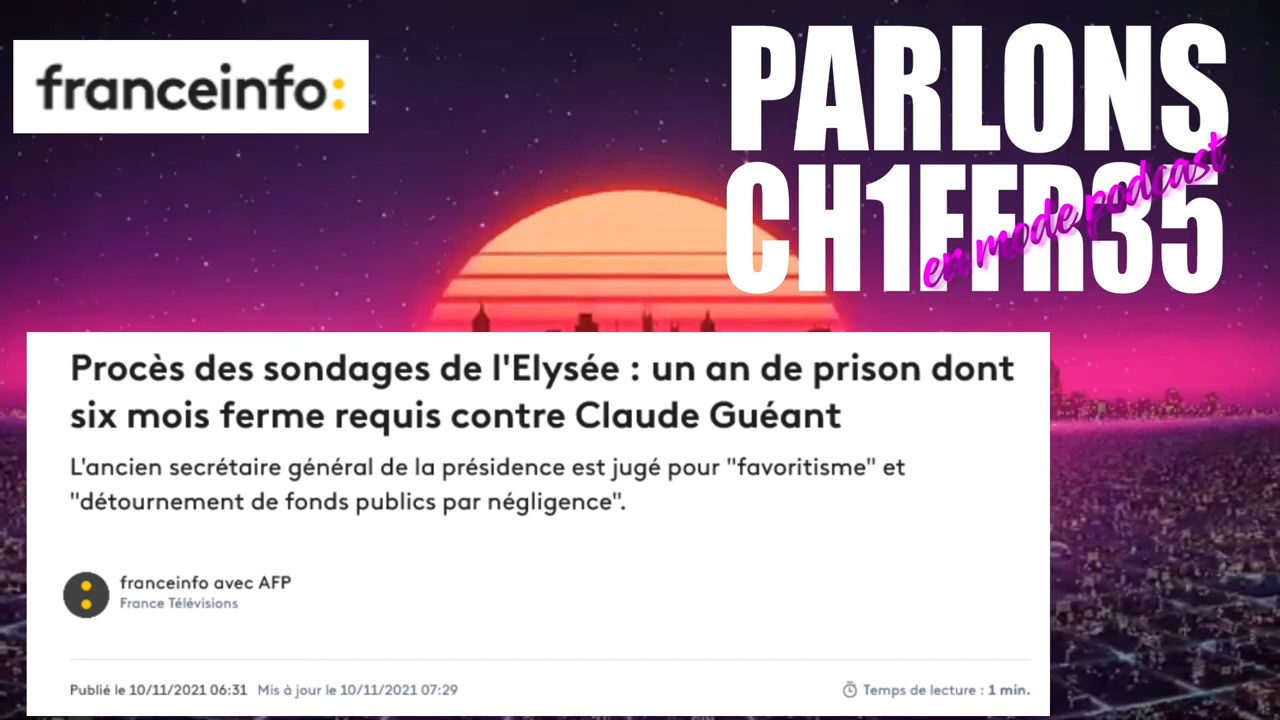 franceinfo:
PARLONS
CH1FFR35
en mode podcast
Procès des sondages de l'Elysée : un an de prison dont
six mois ferme requis contre Claude Guéant
L'ancien secrétaire général de la présidence est jugé pour "favoritisme" et
"détournement de fonds publics par négligence".
franceinfo avec AFP
France Télévisions
Publié le 10/11/2021 06:31 Mis à jour le 10/11/2021 07:29
Temps de lecture : 1 min.